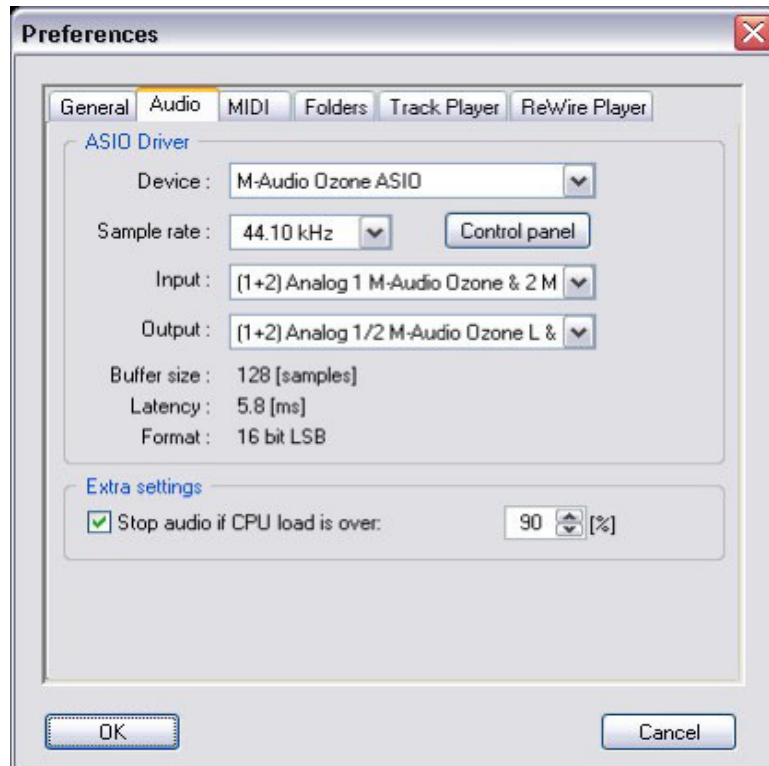 Preferences
General Audio MIDI Folders Track Player ReWire Player
ASIO Driver
Device : M-Audio Ozone ASIO
Sample rate : 44.10 kHz Control panel
Input : (1+2) Analog 1 M-Audio Ozone & 2 M
Output : (1+2) Analog 1/2 M-Audio Ozone L &
Buffer size : 128 [samples]
Latency : 5.8 [ms]
Format : 16 bit LSB
Extra settings
Stop audio if CPU load is over: 90 [%]
OK Cancel